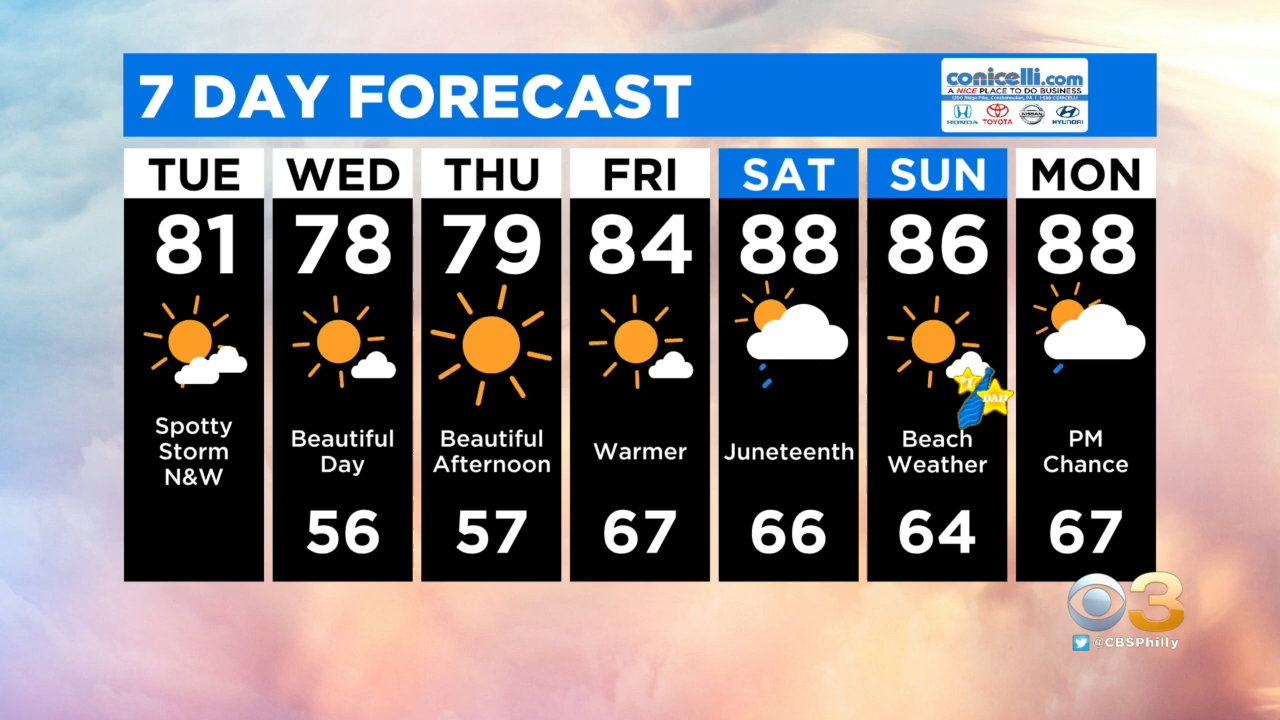 7 DAY FORECAST
conicelli.com
A NICE PLACE TO DO BUSINESS
HONDA TOYOTA NISSAN HYUNDAI
TUE WED THU FRI SAT SUN MON
81 78 79 84 88 86 88
#1
DAD
Spotty
Storm
N&W
Beautiful
Day
Beautiful
Afternoon
Warmer
Juneteenth
Beach
Weather
PM
Chance
56 57 67 66 64 67
3
@CBSPhilly